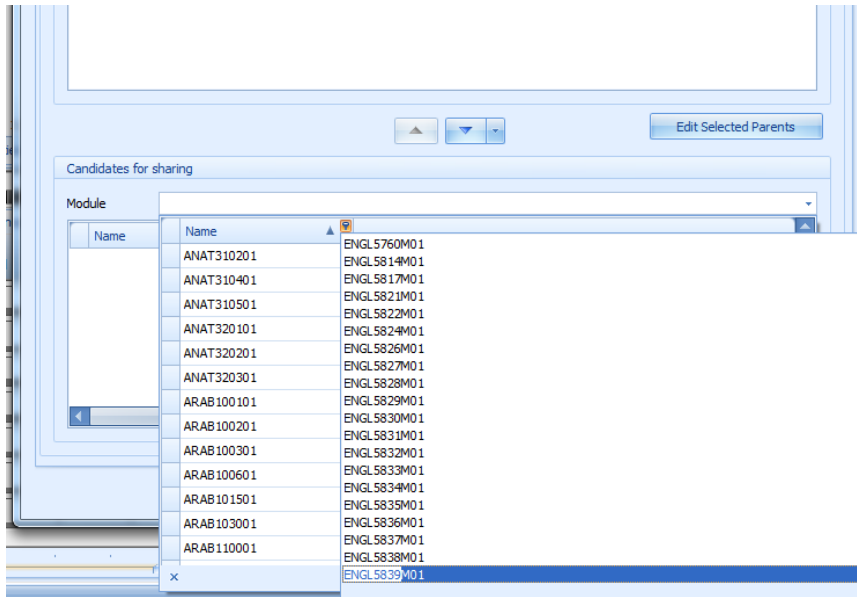 Edit Selected Parents
Candidates for sharing
Module
Name
Name
ANAT310201
ANAT310401
ANAT310501
ANAT320101
ANAT320201
ANAT320301
ARAB100101
ARAB100201
ARAB100301
ARAB100601
ARAB101501
ARAB103001
ARAB110001
ENGL5760M01
ENGL5814M01
ENGL5817M01
ENGL5821M01
ENGL5822M01
ENGL5824M01
ENGL5826M01
ENGL5827M01
ENGL5828M01
ENGL5829M01
ENGL5830M01
ENGL5831M01
ENGL5832M01
ENGL5833M01
ENGL5834M01
ENGL5835M01
ENGL5836M01
ENGL5837M01
ENGL5838M01
ENGL5839M01